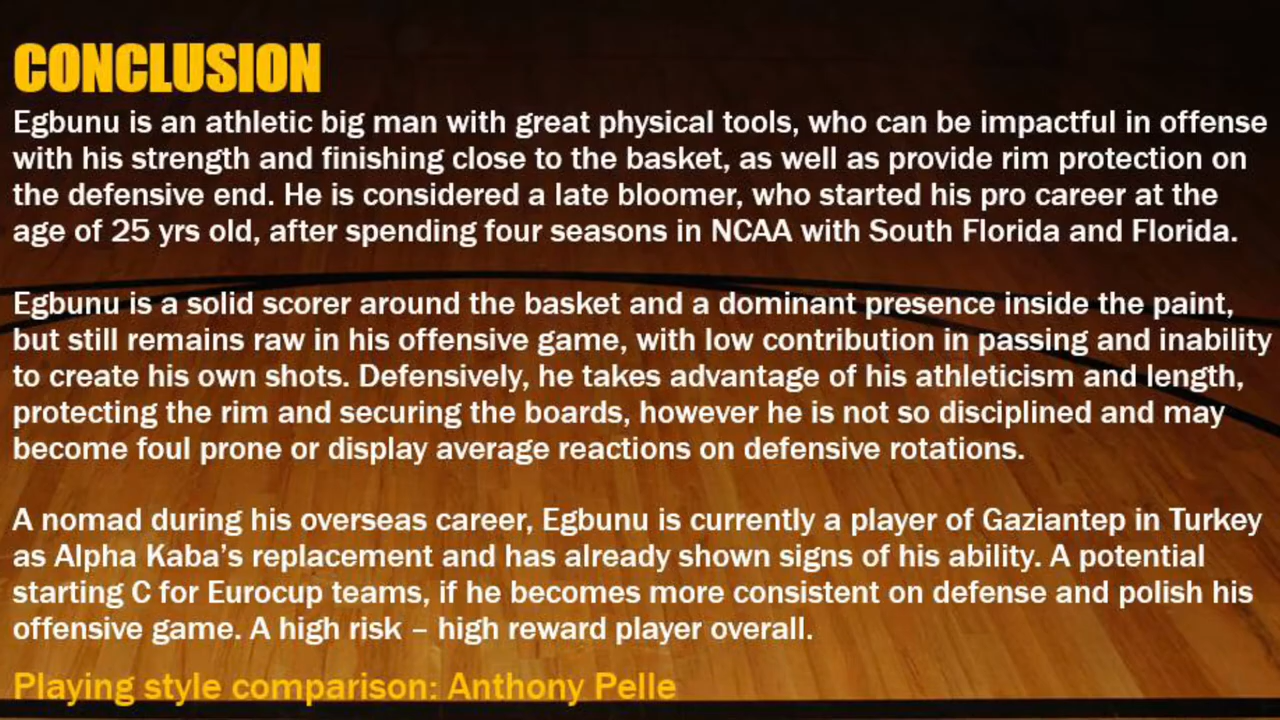 CONCLUSION
Egbunu is an athletic big man with great physical tools, who can be impactful in offense
with his strength and finishing close to the basket, as well as provide rim protection on
the defensive end. He is considered a late bloomer, who started his pro career at the
age of 25 yrs old, after spending four seasons in NCAA with South Florida and Florida.
Egbunu is a solid scorer around the basket and a dominant presence inside the paint,
but still remains raw in his offensive game, with low contribution in passing and inability
to create his own shots. Defensively, he takes advantage of his athleticism and length,
protecting the rim and securing the boards, however he is not so disciplined and may
become foul prone or display average reactions on defensive rotations.
A nomad during his overseas career, Egbunu is currently a player of Gaziantep in Turkey
as Alpha Kaba’s replacement and has already shown signs of his ability. A potential
starting C for Eurocup teams, if he becomes more consistent on defense and polish his
offensive game. A high risk – high reward player overall.
Playing style comparison: Anthony Pelle